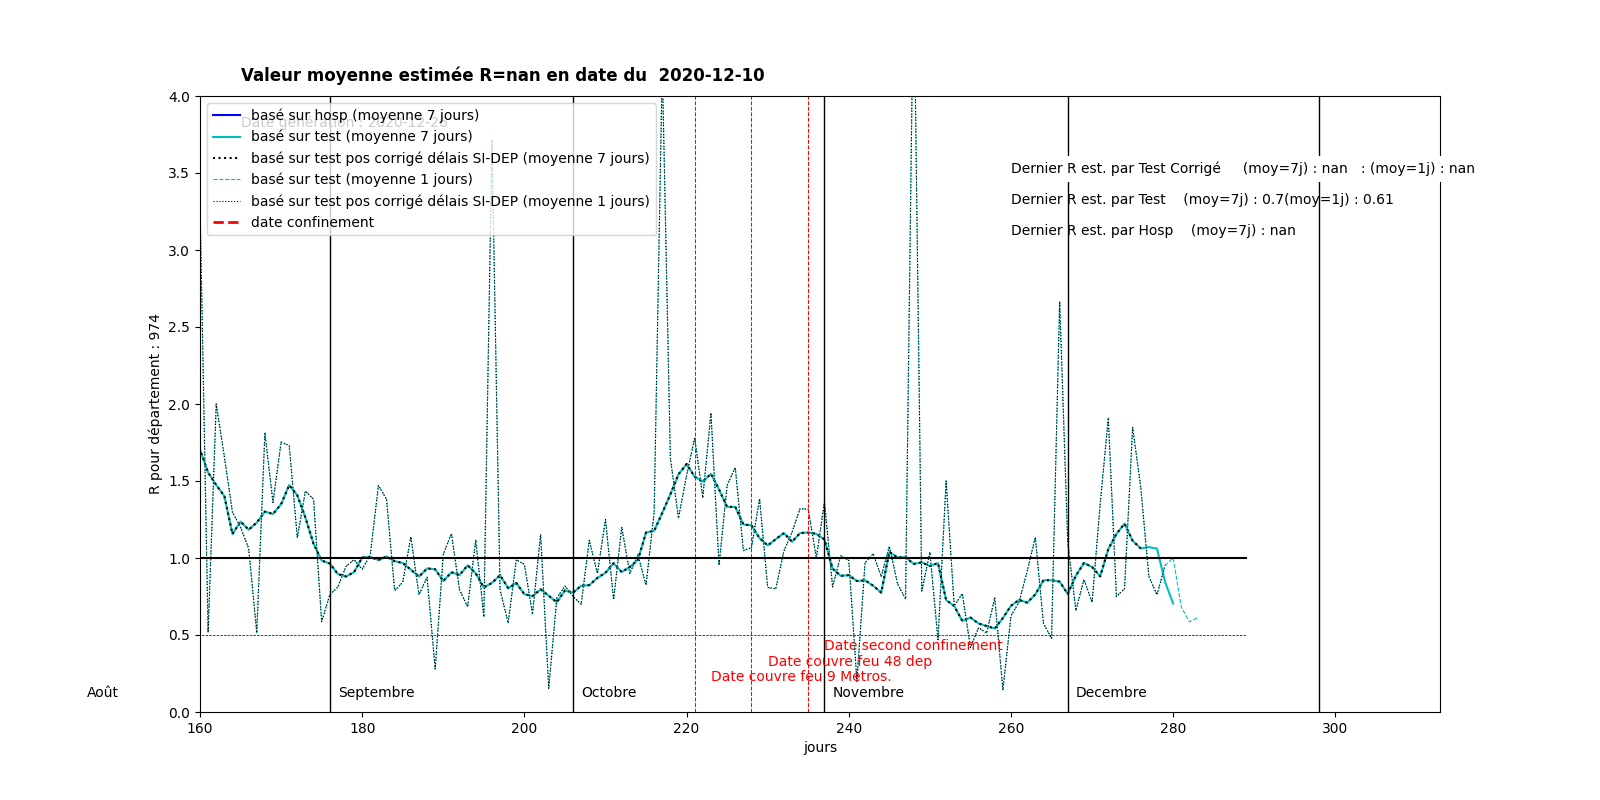 Valeur moyenne estimée R=nan en date du  2020-12-10
Date génération : 2020-12-20
basé sur hosp (moyenne 7 jours)
basé sur test (moyenne 7 jours)
basé sur test pos corrigé délais SI-DEP (moyenne 7 jours)
basé sur test (moyenne 1 jours)
basé sur test pos corrigé délais SI-DEP (moyenne 1 jours)
date confinement
Dernier R est. par Test Corrigé     (moy=7j) : nan   : (moy=1j) : nan
Dernier R est. par Test    (moy=7j) : 0.7(moy=1j) : 0.61
Dernier R est. par Hosp    (moy=7j) : nan
4.0
3.5
3.0
2.5
2.0
1.5
1.0
0.5
0.0
R pour département : 974
Date second confinement
Date couvre feu 48 dep
Date couvre feu 9 Métros.
Août
Septembre
Octobre
Novembre
Decembre
160 180 200 220 240 260 280 300
jours